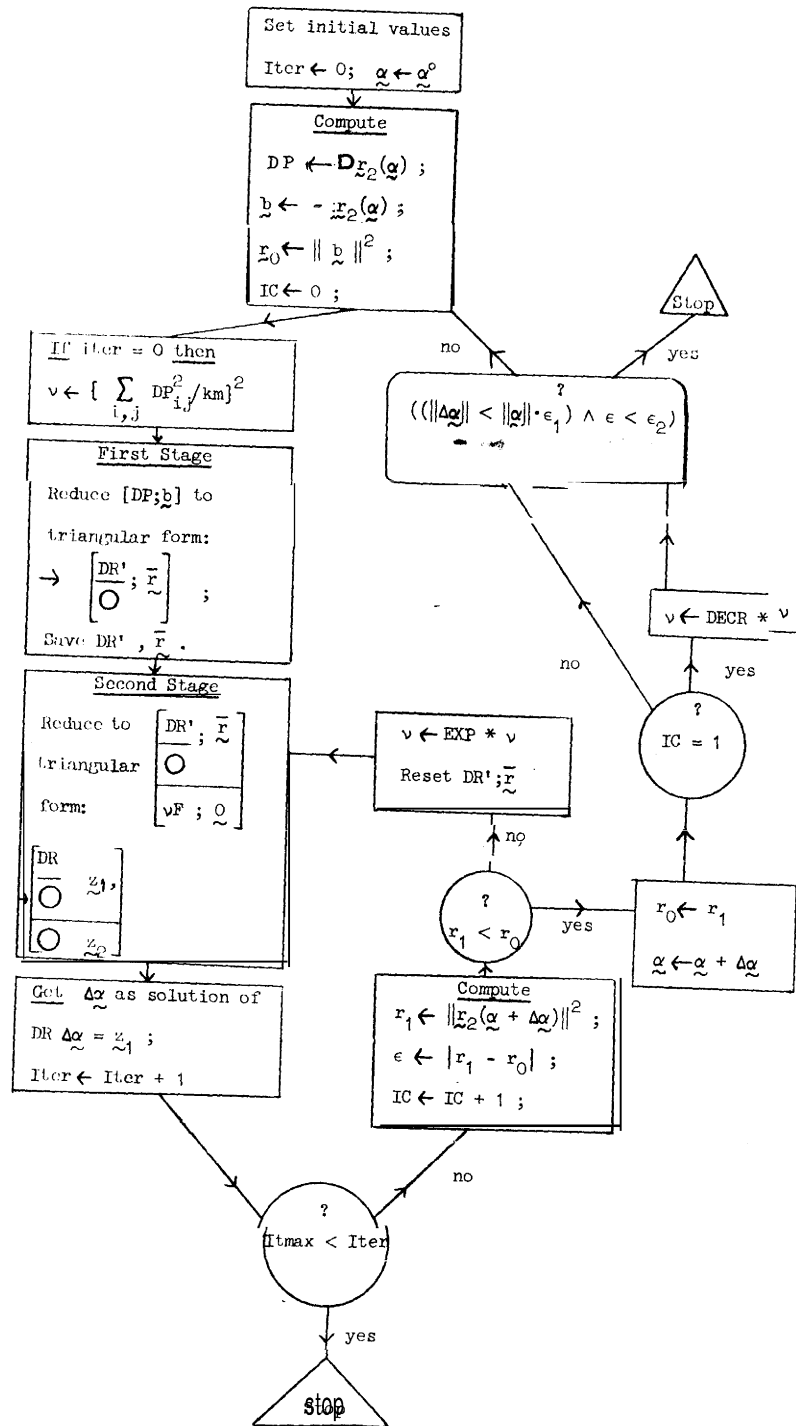 Set initial values
Iter ← 0; α ← α⁰
Compute
DP ← D r₂(α) ;
b ← - r₂(α) ;
r₀ ← ‖ b ‖² ;
IC ← 0 ;
If iter = 0 then
ν ← [ ∑ DP²ᵢⱼ/km]²
i,j
First Stage
Reduce [DP;b] to
triangular form:
→ [DR' ; r̄]
O ;
Save DR' , r̄ .
Second Stage
Reduce to [DR' ; r̄]
triangular O
form: [νF ; 0]
DR
O z₁,
O z₂
Get Δα as solution of
DR Δα = z₁ ;
Iter ← Iter + 1
?
Itmax < Iter
yes
stop
no
Compute
r₁ ← ‖r₂(α + Δα)‖² ;
ϵ ← |r₁ - r₀| ;
IC ← IC + 1 ;
?
r₁ < r₀
no
ν ← EXP * ν
Reset DR';r̄
yes
r₀ ← r₁
α ← α + Δα
?
IC = 1
yes
ν ← DECR * ν
no
?
((‖Δα‖ < ‖α‖·ϵ₁) ∧ ϵ < ϵ₂)
no
yes
Stop